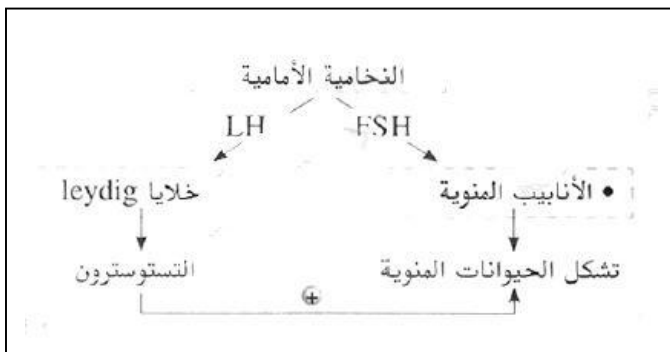 النخامية الأمامية
FSH LH
• الأنابيب المنوية خلايا leydig
تشكل الحيوانات المنوية التستوسترون
+